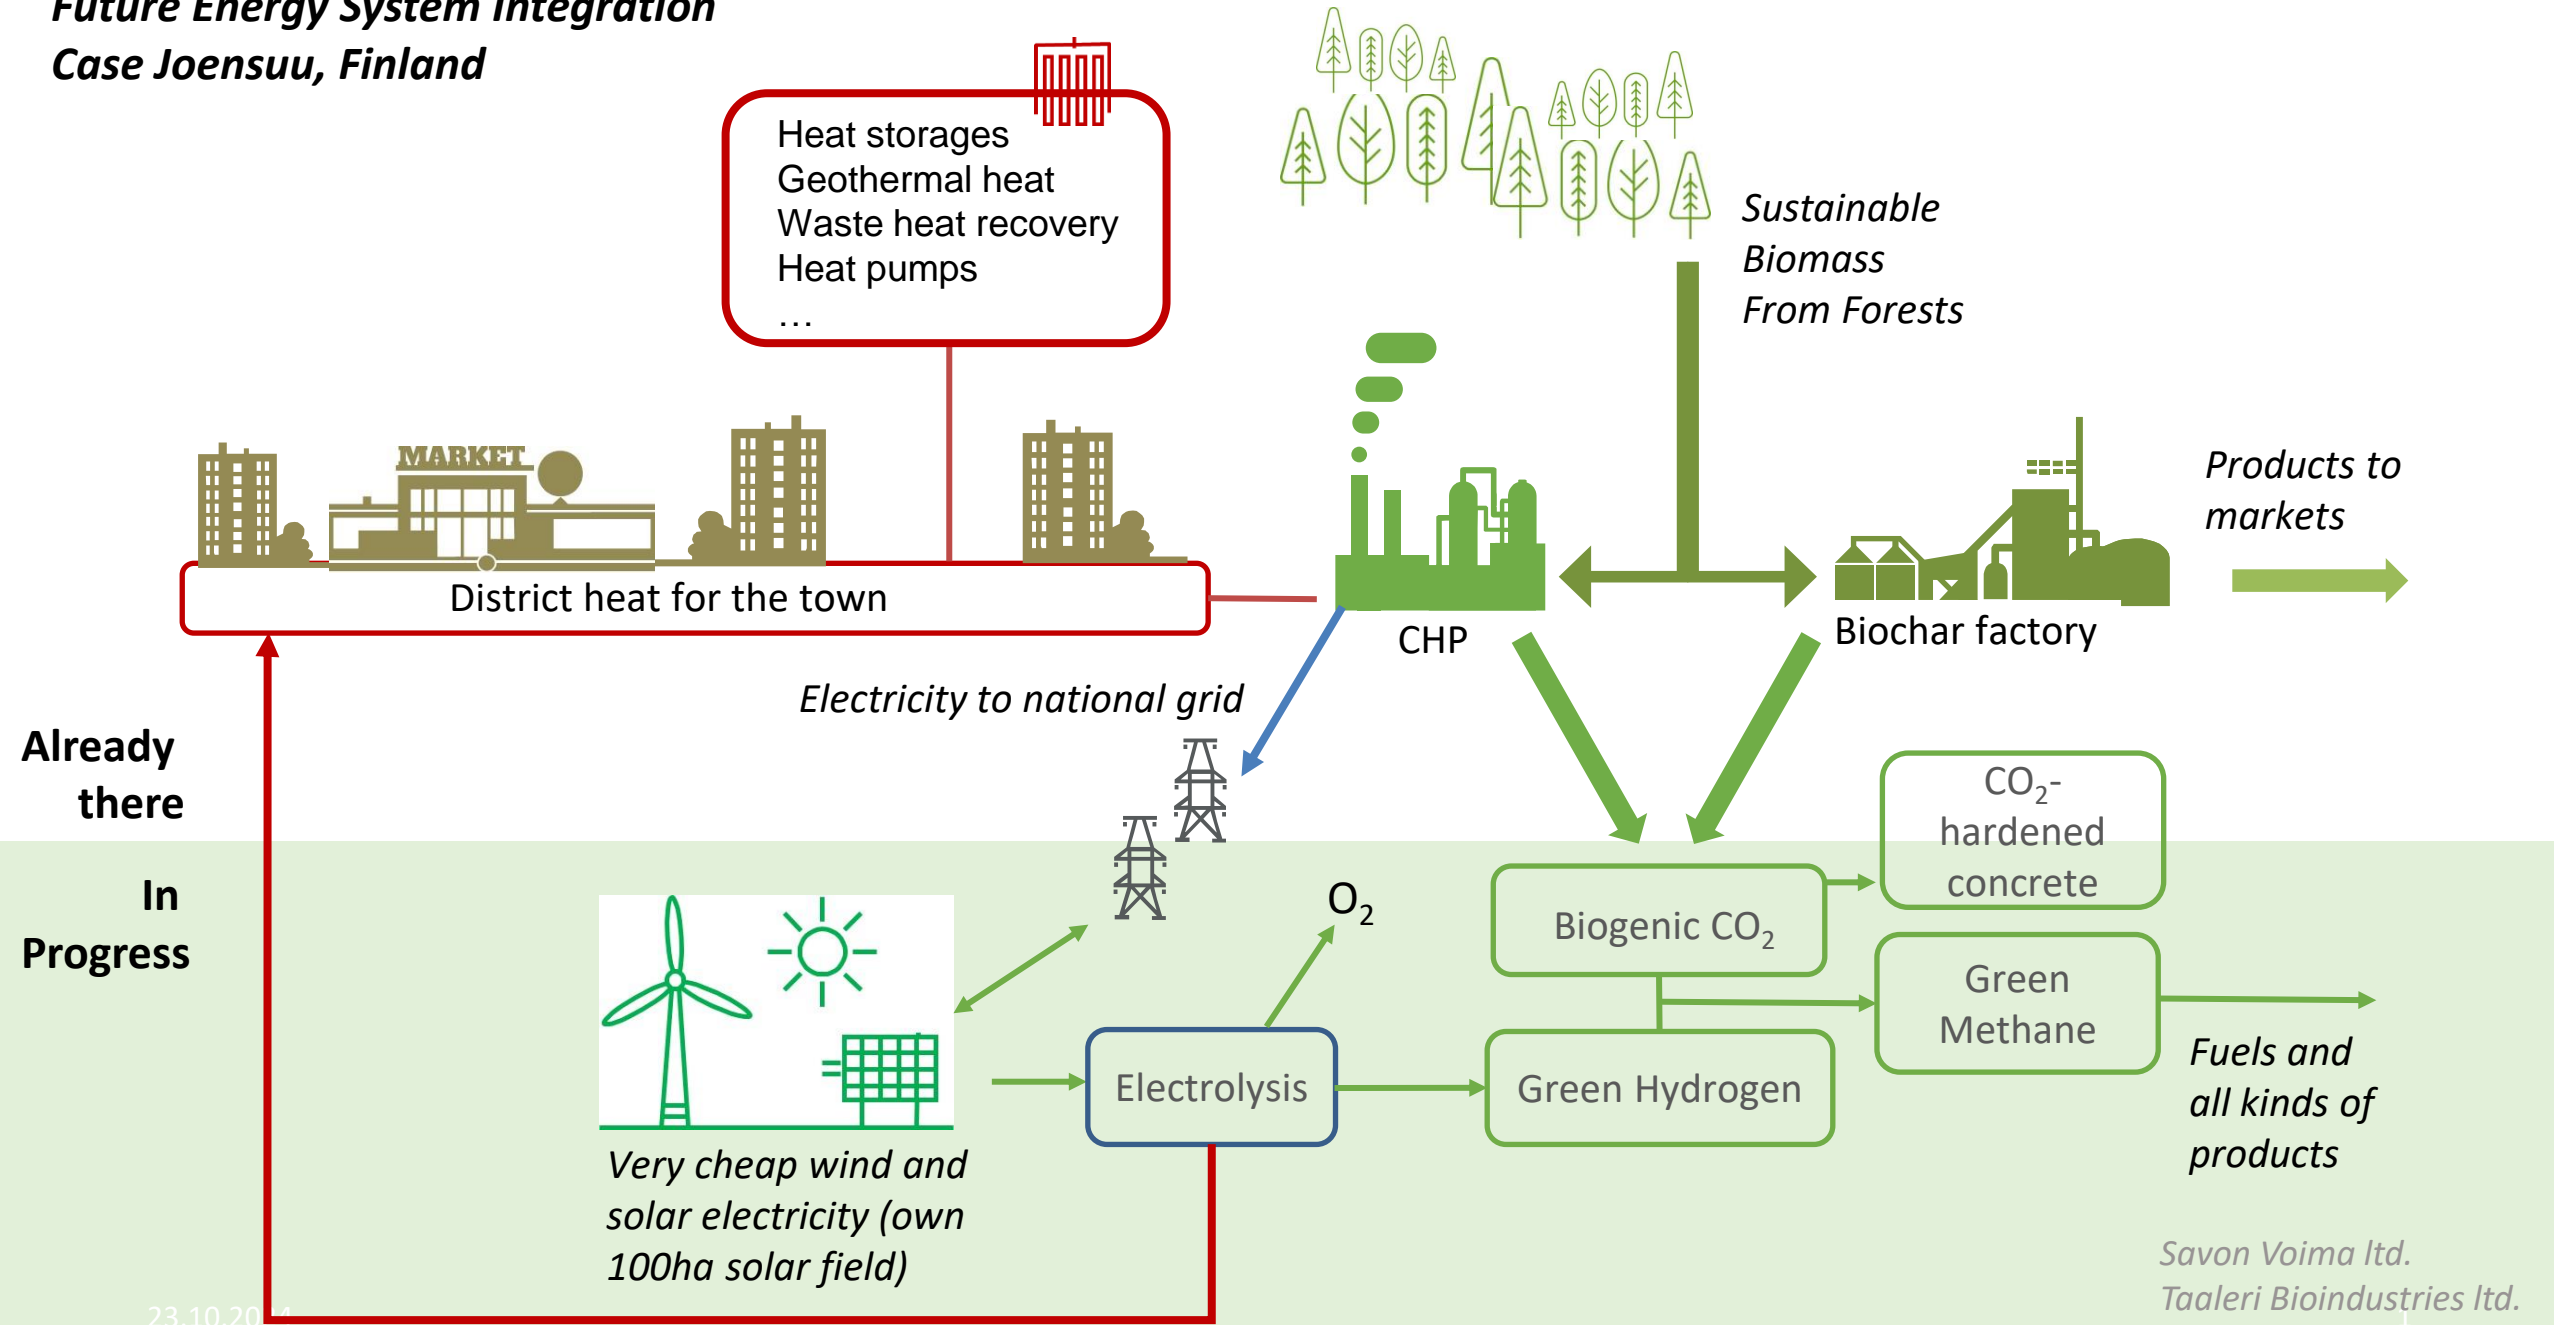 Future Energy System Integration
Case Joensuu, Finland
Heat storages
Geothermal heat
Waste heat recovery
Heat pumps
…
Sustainable
Biomass
From Forests
MARKET
Products to
markets
District heat for the town
CHP
Biochar factory
Electricity to national grid
Already
there
CO₂-
hardened
concrete
In
Progress
O₂
Biogenic CO₂
Green
Methane
Electrolysis
Green Hydrogen
Fuels and
all kinds of
products
Very cheap wind and
solar electricity (own
100ha solar field)
Savon Voima ltd.
Taaleri Bioindustries ltd.
23.10.2024